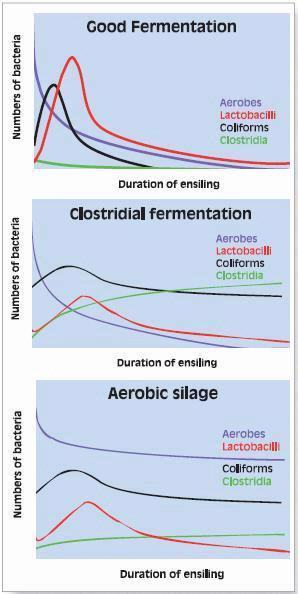 Good Fermentation
Numbers of bacteria
Aerobes
Lactobacilli
Coliforms
Clostridia
Duration of ensiling
Clostridial fermentation
Numbers of bacteria
Aerobes
Lactobacilli
Coliforms
Clostridia
Duration of ensiling
Aerobic silage
Numbers of bacteria
Aerobes
Lactobacilli
Coliforms
Clostridia
Duration of ensiling